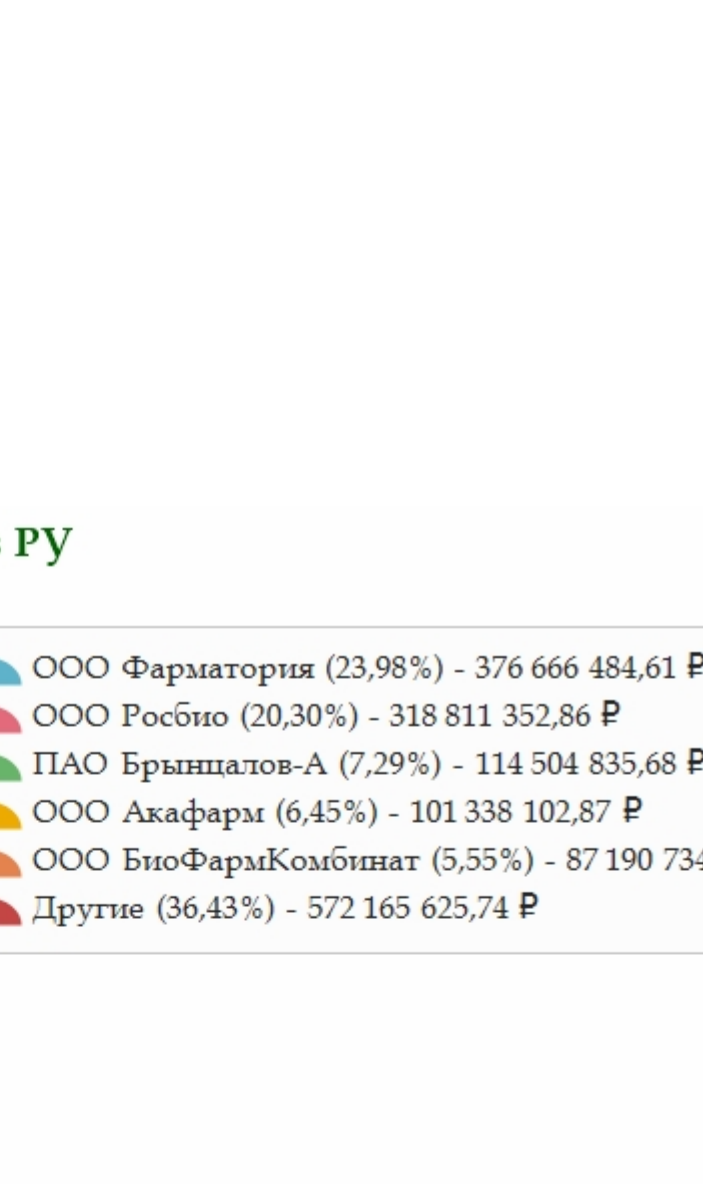 РУ
ООО Фарматория (23,98%) - 376 666 484,61 ₽
ООО Росбио (20,30%) - 318 811 352,86 ₽
ПАО Брынцалов-А (7,29%) - 114 504 835,68 ₽
ООО Акафарм (6,45%) - 101 338 102,87 ₽
ООО БиоФармКомбинат (5,55%) - 87 190 734
Другие (36,43%) - 572 165 625,74 ₽